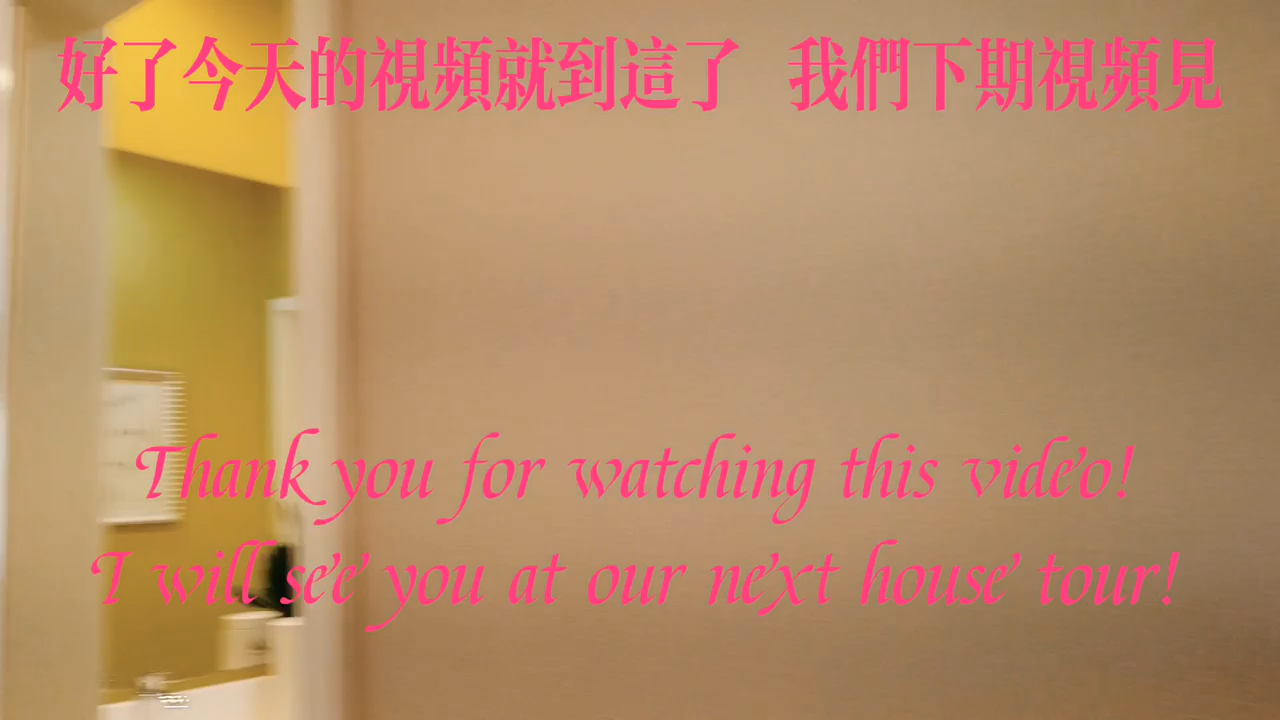 好了今天的視頻就到這了 我們下期視頻見
Thank you for watching this video!
I will see you at our next house tour!